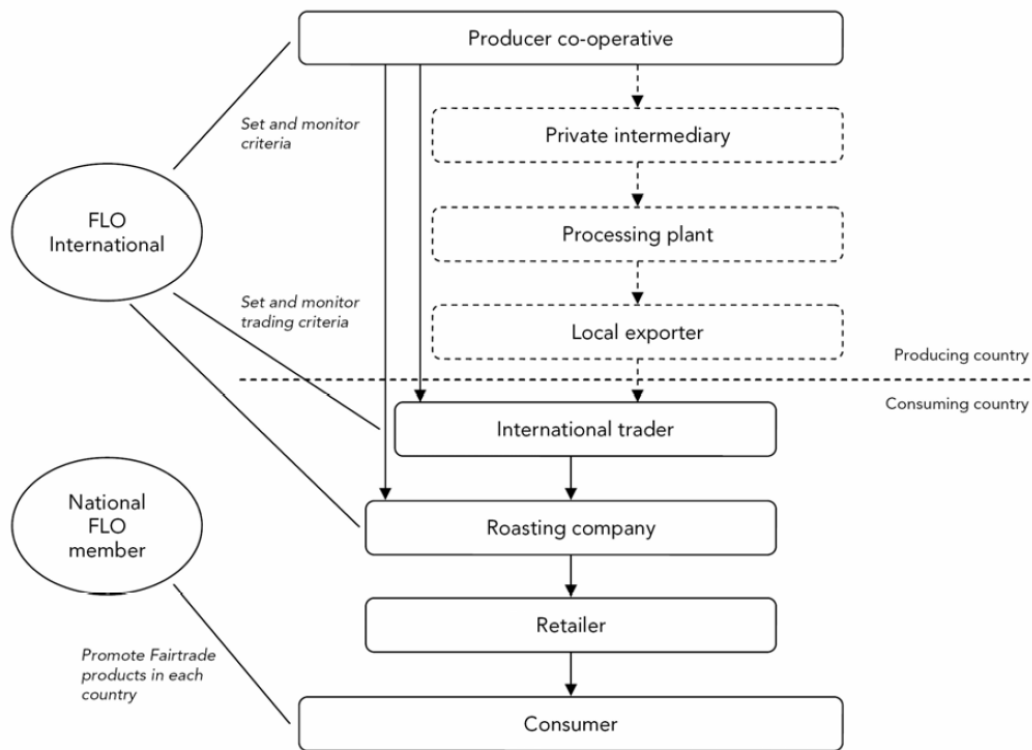 Producer co-operative
Set and monitor
criteria
Private intermediary
FLO
International
Processing plant
Set and monitor
trading criteria
Local exporter
Producing country
Consuming country
International trader
National
FLO
member
Roasting company
Retailer
Promote Fairtrade
products in each
country
Consumer